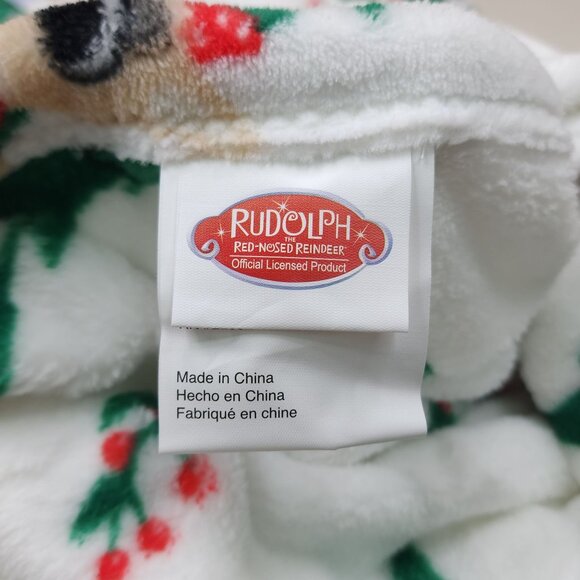 RUDOLPH
THE
RED-NOSED REINDEER®
Official Licensed Product
Made in China
Hecho en China
Fabriqué en chine